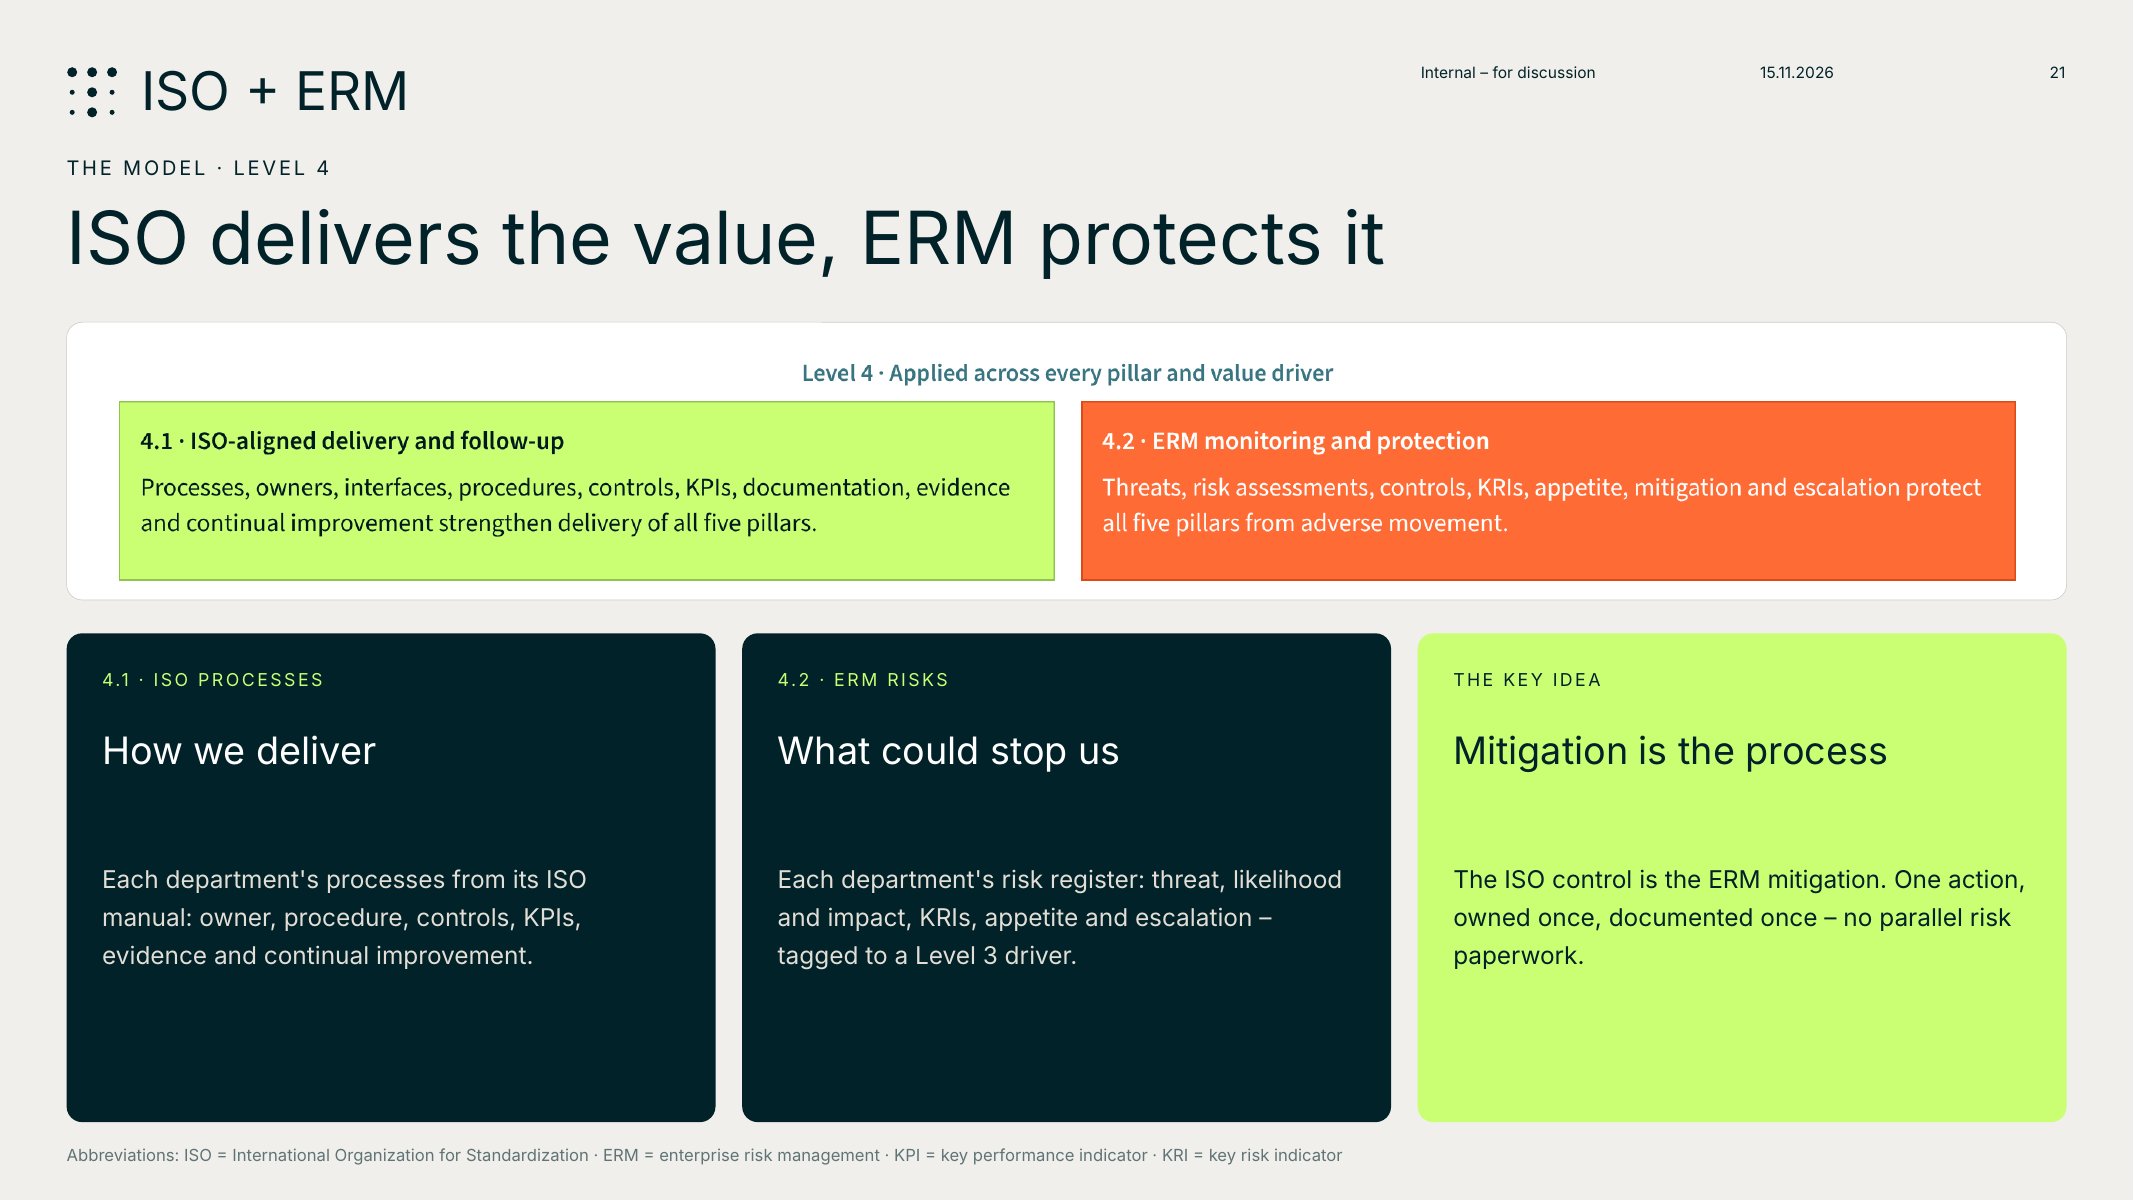 ISO + ERM
Internal – for discussion
15.11.2026
21
THE MODEL · LEVEL 4
ISO delivers the value, ERM protects it
Level 4 · Applied across every pillar and value driver
4.1 · ISO-aligned delivery and follow-up
Processes, owners, interfaces, procedures, controls, KPIs, documentation, evidence
and continual improvement strengthen delivery of all five pillars.
4.2 · ERM monitoring and protection
Threats, risk assessments, controls, KRIs, appetite, mitigation and escalation protect
all five pillars from adverse movement.
4.1 · ISO PROCESSES
How we deliver
Each department's processes from its ISO
manual: owner, procedure, controls, KPIs,
evidence and continual improvement.
4.2 · ERM RISKS
What could stop us
Each department's risk register: threat, likelihood
and impact, KRIs, appetite and escalation –
tagged to a Level 3 driver.
THE KEY IDEA
Mitigation is the process
The ISO control is the ERM mitigation. One action,
owned once, documented once – no parallel risk
paperwork.
Abbreviations: ISO = International Organization for Standardization · ERM = enterprise risk management · KPI = key performance indicator · KRI = key risk indicator